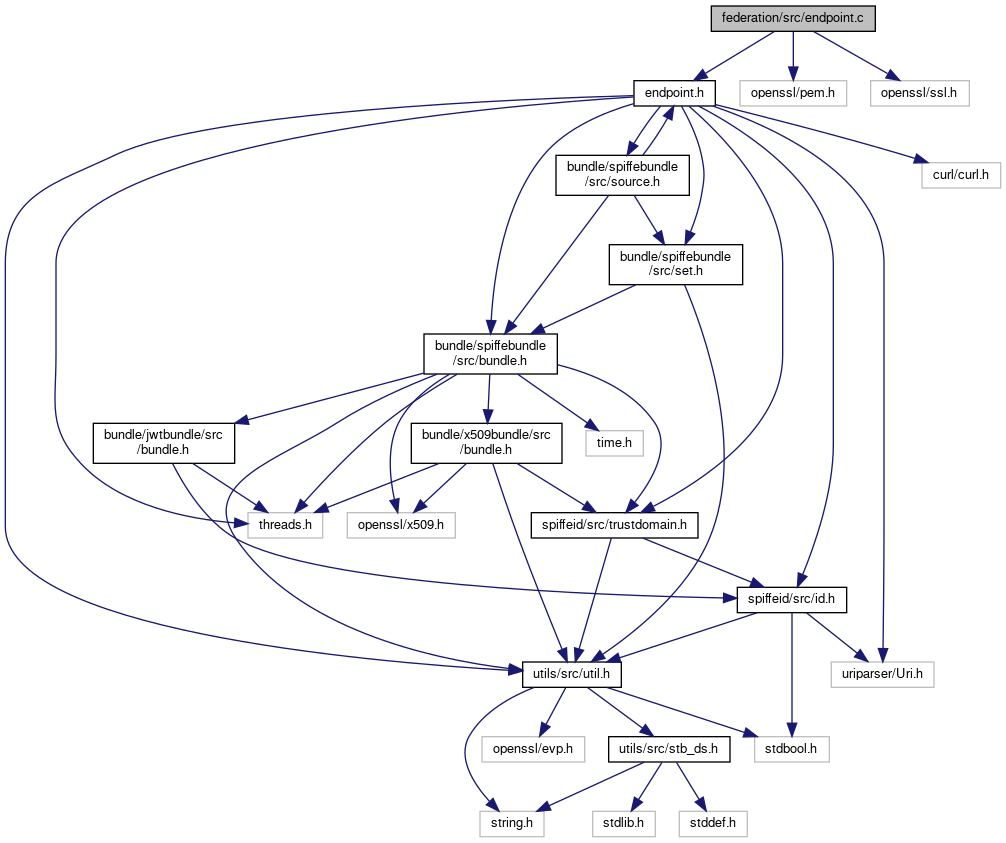 federation/src/endpoint.c
endpoint.h
openssl/pem.h
openssl/ssl.h
bundle/spiffebundle
/src/source.h
curl/curl.h
bundle/spiffebundle
/src/set.h
bundle/spiffebundle
/src/bundle.h
bundle/jwtbundle/src
/bundle.h
bundle/x509bundle/src
/bundle.h
time.h
threads.h
openssl/x509.h
spiffeid/src/trustdomain.h
spiffeid/src/id.h
utils/src/util.h
uriparser/Uri.h
openssl/evp.h
utils/src/stb_ds.h
stdbool.h
string.h
stdlib.h
stddef.h